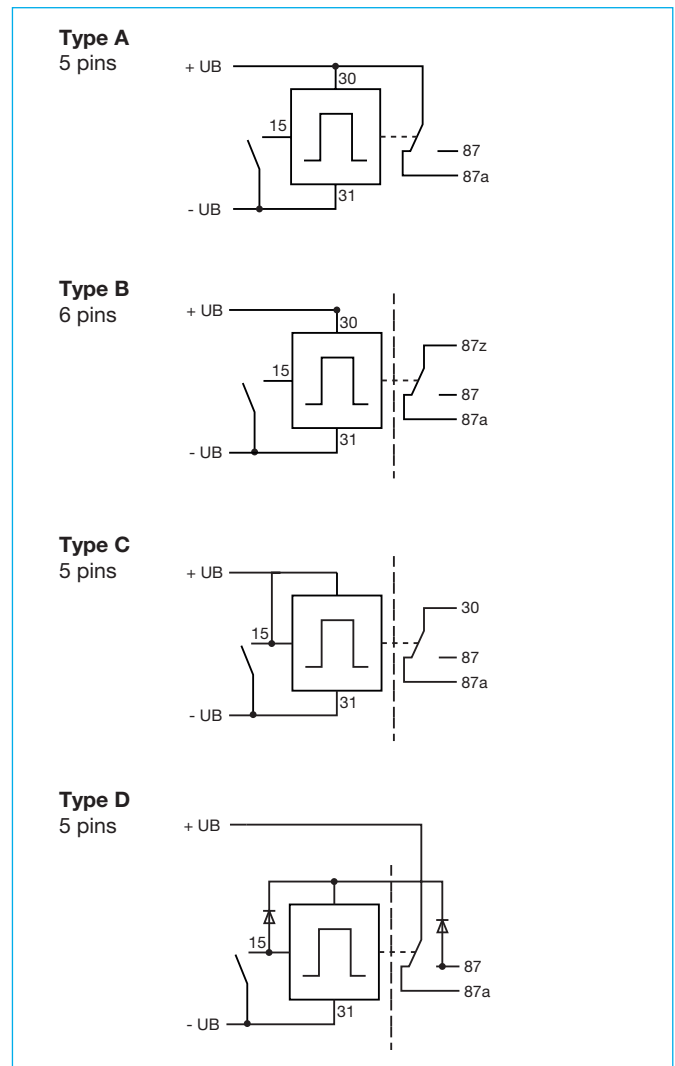 Type A
5 pins
+ UB
30
15
87
87a
31
- UB
Type B
6 pins
+ UB
30
87z
15
87
87a
31
- UB
Type C
5 pins
+ UB
30
15
87
87a
31
- UB
Type D
5 pins
+ UB
15
87
87a
31
- UB